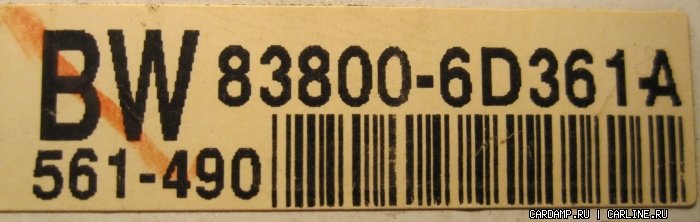 BW 83800-6D361-A
561-490
CARDAMP.RU | CARLINE.RU